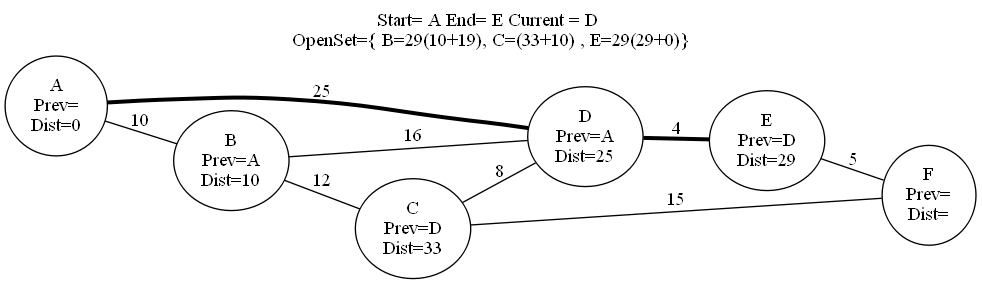 Start= A End= E Current = D
OpenSet={ B=29(10+19), C=(33+10) , E=29(29+0)}
A
Prev=
Dist=0
25
10
B
Prev=A
Dist=10
16
12
C
Prev=D
Dist=33
8
D
Prev=A
Dist=25
4
E
Prev=D
Dist=29
5
15
F
Prev=
Dist=